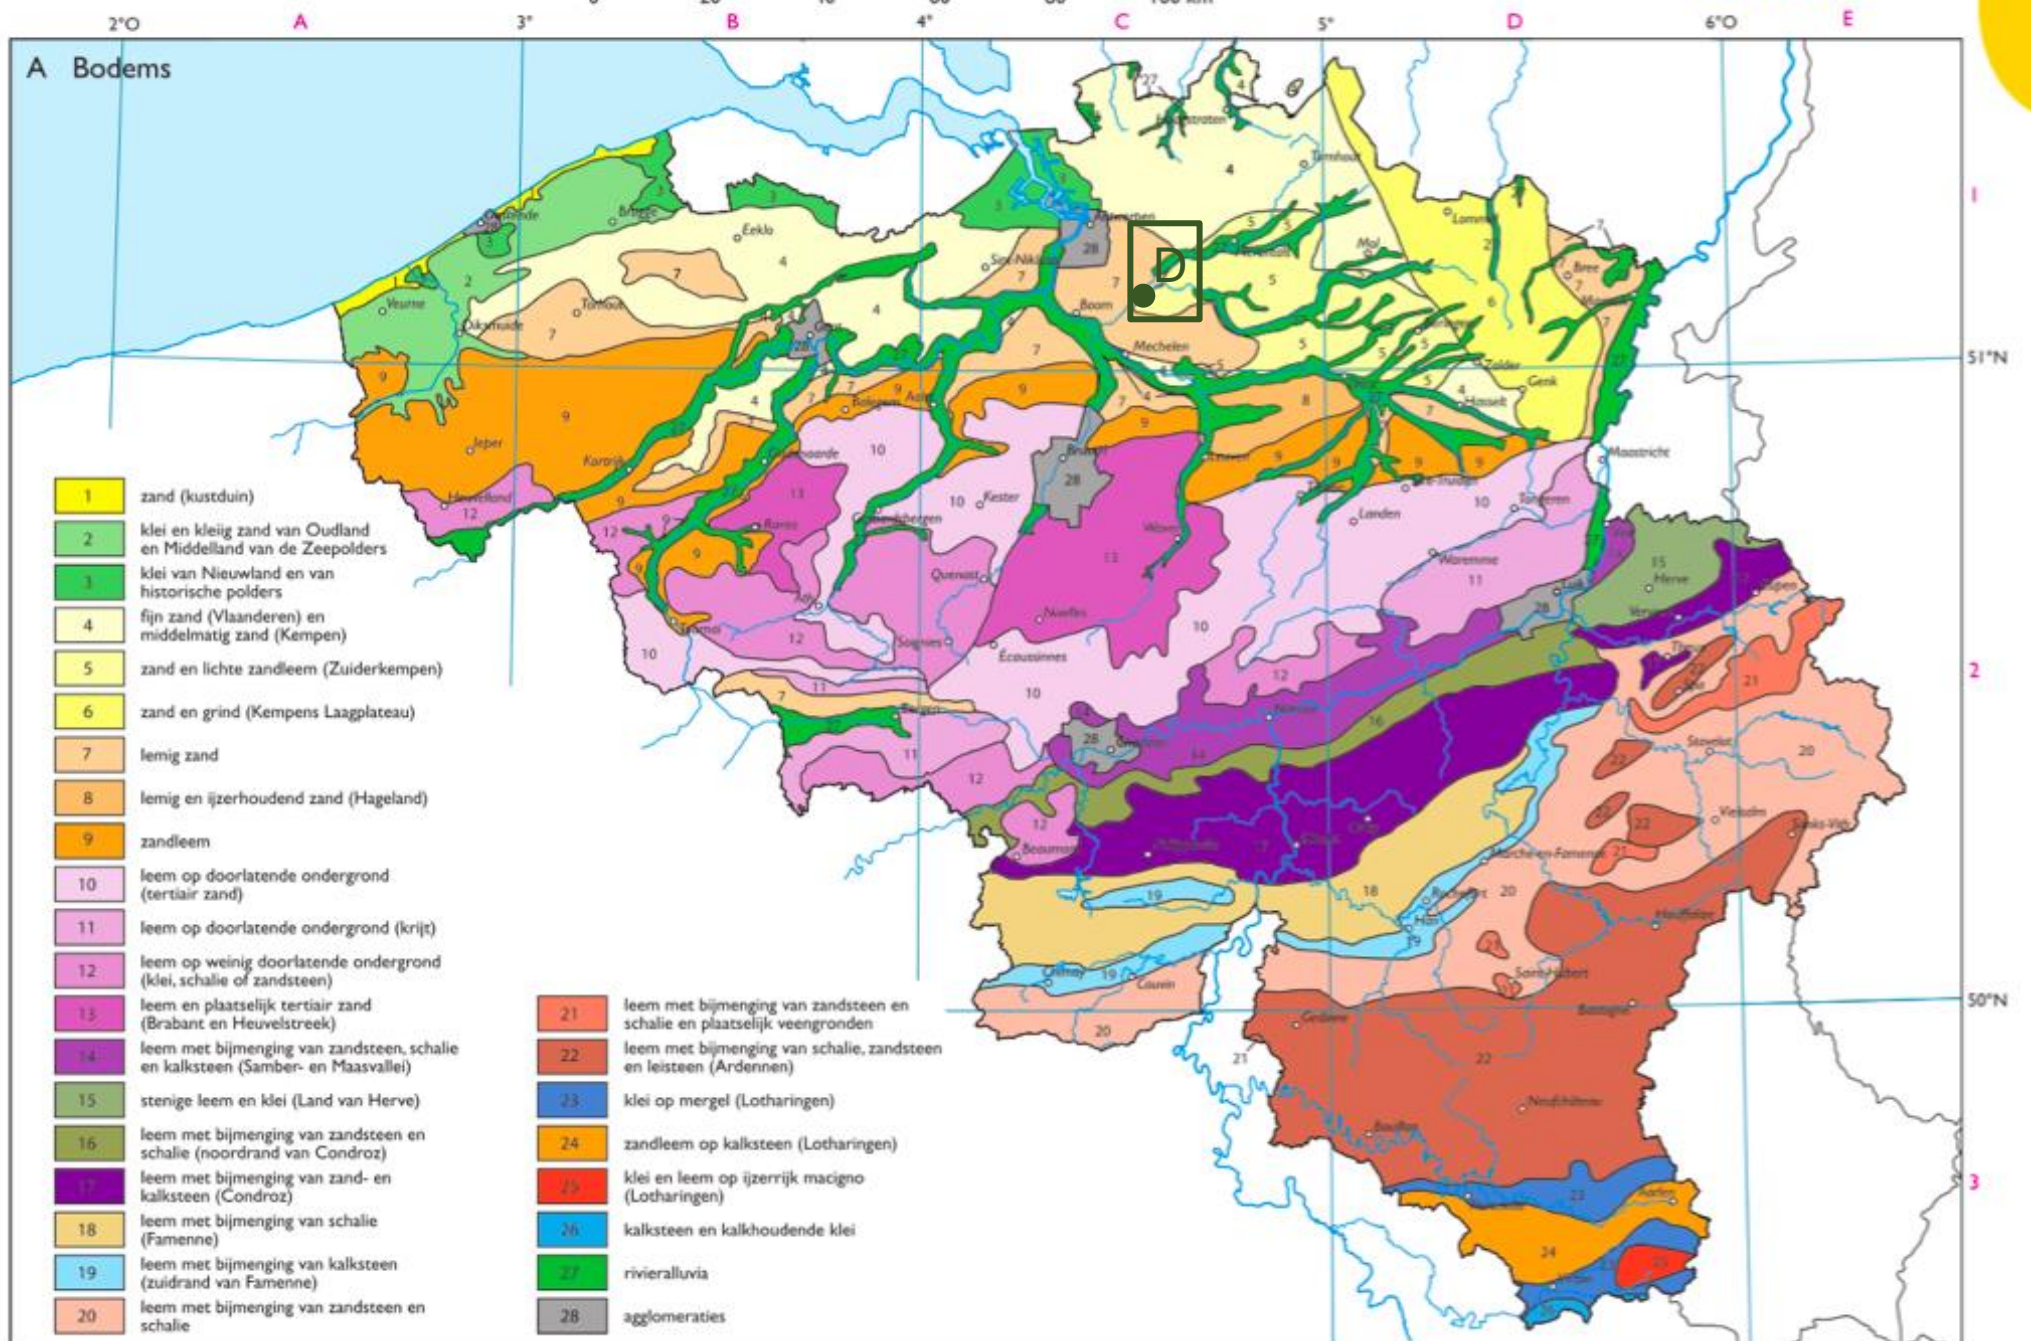 2°O
A
3°
B
4°
C
5°
D
6°O
E
A Bodems
1
2
3
51°N
50°N
Oostende
Brugge
Veurne
Diksmuide
Torhout
Eeklo
Gent
Sint-Niklaas
Antwerpen
Hoogstraten
Turnhout
Herentals
Mol
Lommel
Bree
Boom
Mechelen
Zolder
Genk
Hasselt
Maastricht
Ieper
Kortrijk
Heuvelland
Oudenaarde
Ronse
Geraardsbergen
Kester
Brussel
Leuven
Landen
Tongeren
Waremme
Luik
Herve
Eupen
Quenast
Nivelles
Soignies
Écaussinnes
Tournai
Bergen
Namur
Beaumont
Stavelot
Vielsalm
Marche-en-Famenne
Rochefort
Han
Houffalize
Saint-Hubert
Bastogne
Chimay
Couvin
Gedinne
Neufchâteau
Bouillon
Aarlen
D
1 zand (kustduin)
2 klei en kleiig zand van Oudland
en Middelland van de Zeepolders
3 klei van Nieuwland en van
historische polders
4 fijn zand (Vlaanderen) en
middelmatig zand (Kempen)
5 zand en lichte zandleem (Zuiderkempen)
6 zand en grind (Kempens Laagplateau)
7 lemig zand
8 lemig en ijzerhoudend zand (Hageland)
9 zandleem
10 leem op doorlatende ondergrond
(tertiair zand)
11 leem op doorlatende ondergrond (krijt)
12 leem op weinig doorlatende ondergrond
(klei, schalie of zandsteen)
13 leem en plaatselijk tertiair zand
(Brabant en Heuvelstreek)
14 leem met bijmenging van zandsteen, schalie
en kalksteen (Samber- en Maasvallei)
15 stenige leem en klei (Land van Herve)
16 leem met bijmenging van zandsteen en
schalie (noordrand van Condroz)
17 leem met bijmenging van zand- en
kalksteen (Condroz)
18 leem met bijmenging van schalie
(Famenne)
19 leem met bijmenging van kalksteen
(zuidrand van Famenne)
20 leem met bijmenging van zandsteen en
schalie
21 leem met bijmenging van zandsteen en
schalie en plaatselijk veengronden
22 leem met bijmenging van schalie, zandsteen
en leisteen (Ardennen)
23 klei op mergel (Lotharingen)
24 zandleem op kalksteen (Lotharingen)
25 klei en leem op ijzerrijk macigno
(Lotharingen)
26 kalksteen en kalkhoudende klei
27 rivieralluvia
28 agglomeraties